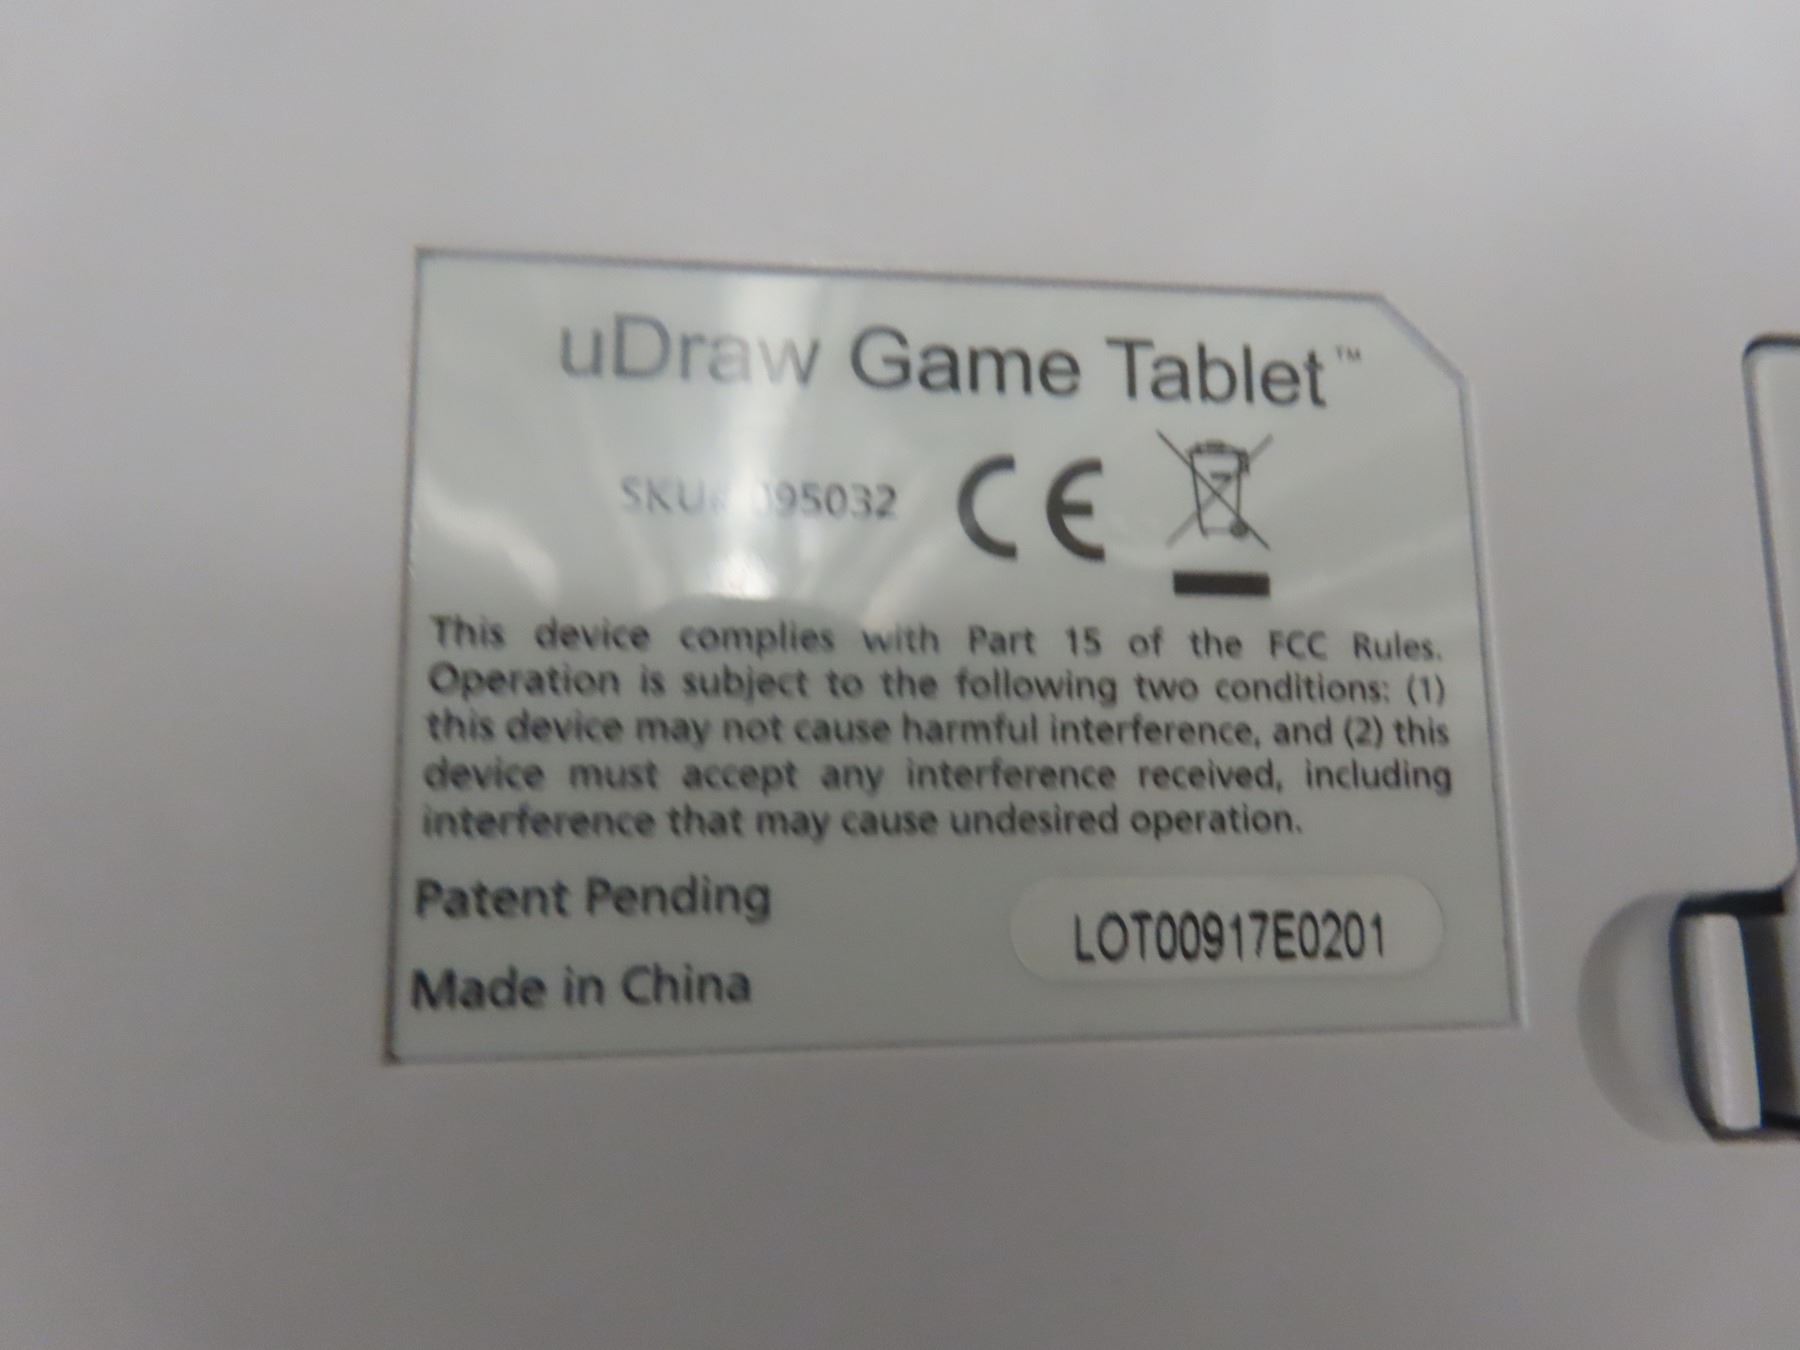 uDraw Game Tablet™
CE
This device complies with Part 15 of the FCC Rules.
Operation is subject to the following two conditions: (1)
this device may not cause harmful interference, and (2) this
device must accept any interference received, including
interference that may cause undesired operation.
Patent Pending
LOT00917E0201
Made in China